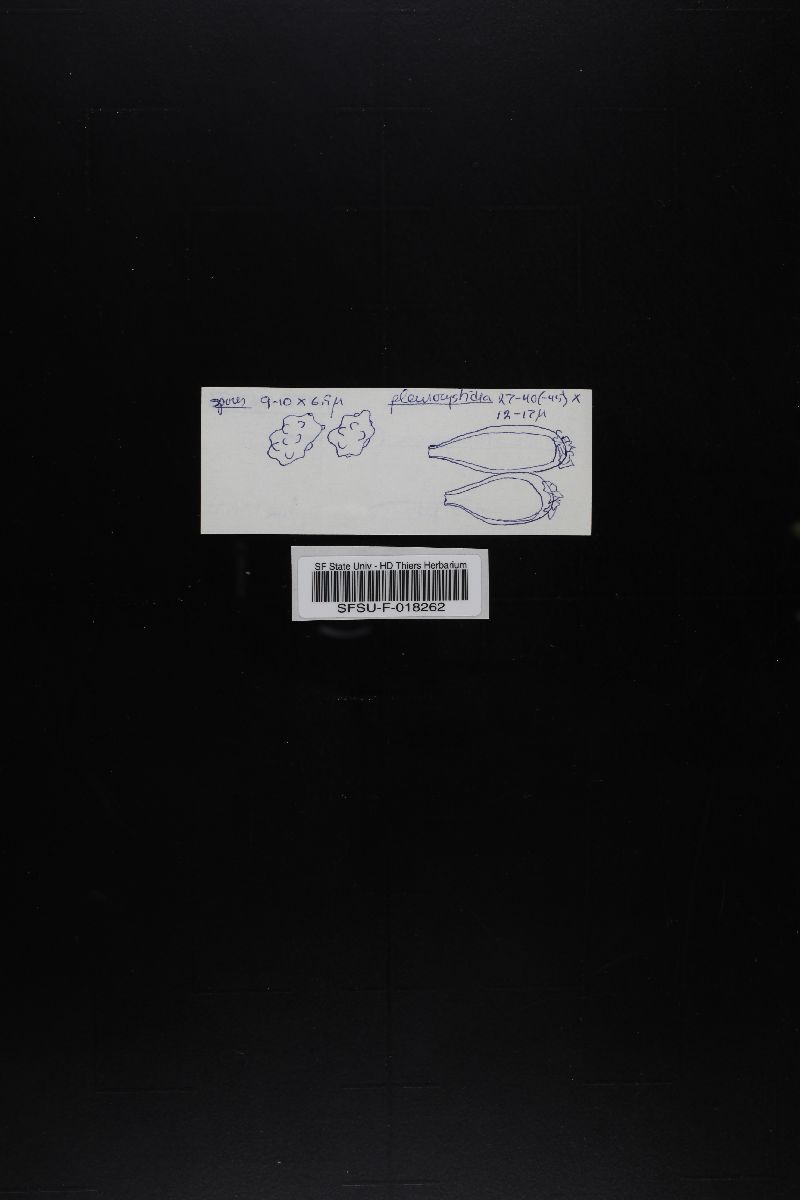 spores 9-10 x 6.5µ
pleurocystidia 27-40(-45) x
12-17µ
SF State Univ - HD Thiers Herbarium
SFSU-F-018262